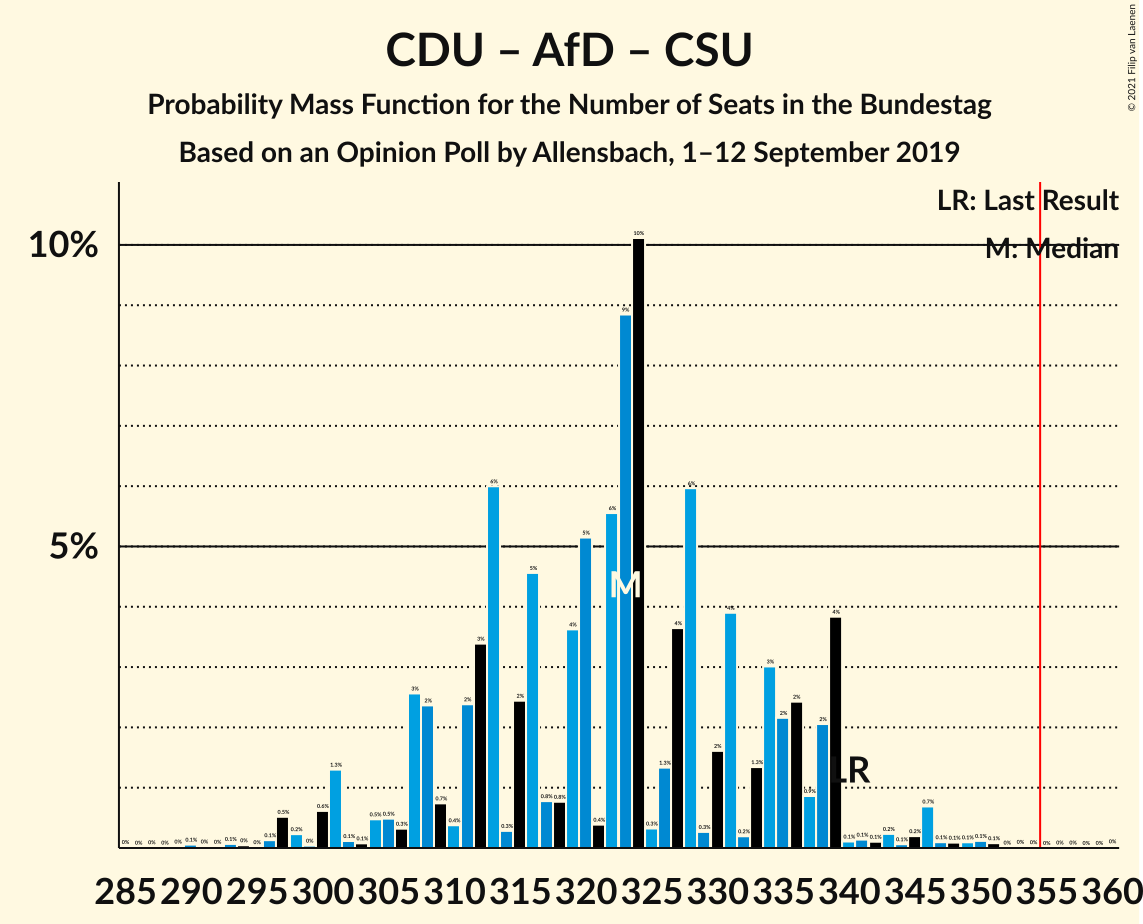 CDU – AfD – CSU
Probability Mass Function for the Number of Seats in the Bundestag
Based on an Opinion Poll by Allensbach, 1–12 September 2019
© 2021 Filip van Laenen
LR: Last Result
M: Median
10%
5%
0% 0% 0% 0% 0% 0.1% 0% 0% 0.1% 0% 0% 0.1% 0.5% 0.2% 0% 0.6% 1.3% 0.1% 0.1% 0.5% 0.5% 0.3% 3% 2% 0.7% 0.4% 2% 3% 6% 0.3% 2% 5% 0.8% 0.8% 4% 5% 0.4% 6% 9% 10% 0.3% 1.3% 4% 6% 0.3% 2% 4% 0.2% 1.3% 3% 2% 2% 0.9% 2% 4% 0.1% 0.1% 0.1% 0.2% 0.1% 0.2% 0.7% 0.1% 0.1% 0.1% 0.1% 0.1% 0% 0% 0% 0% 0% 0% 0% 0% 0%
M
LR
285 290 295 300 305 310 315 320 325 330 335 340 345 350 355 360